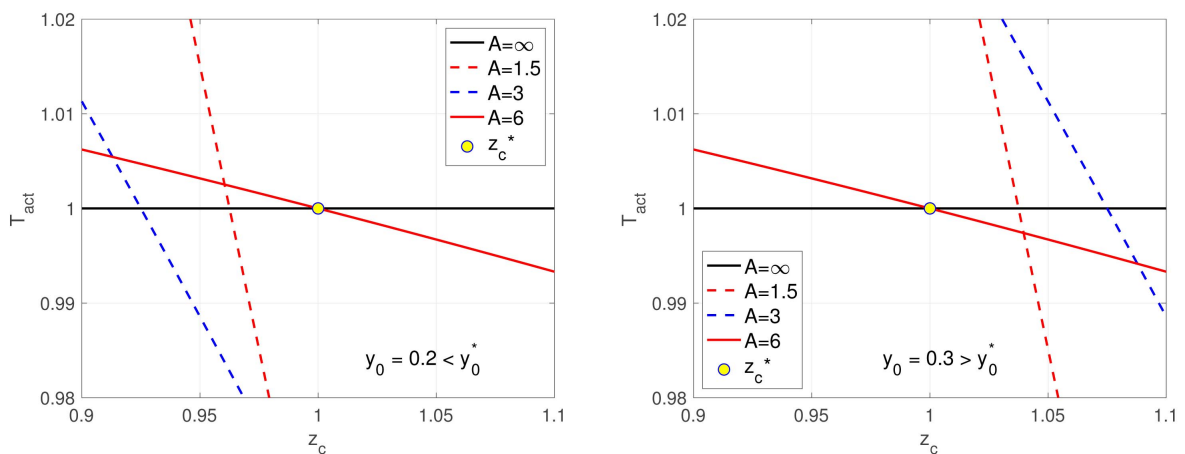 1.02
1.01
1
0.99
0.98
T_act
A=∞
A=1.5
A=3
A=6
z_c*
y_0 = 0.2 < y_0^*
0.9 0.95 1 1.05 1.1
z_c
1.02
1.01
1
0.99
0.98
T_act
A=∞
A=1.5
A=3
A=6
z_c*
y_0 = 0.3 > y_0^*
0.9 0.95 1 1.05 1.1
z_c